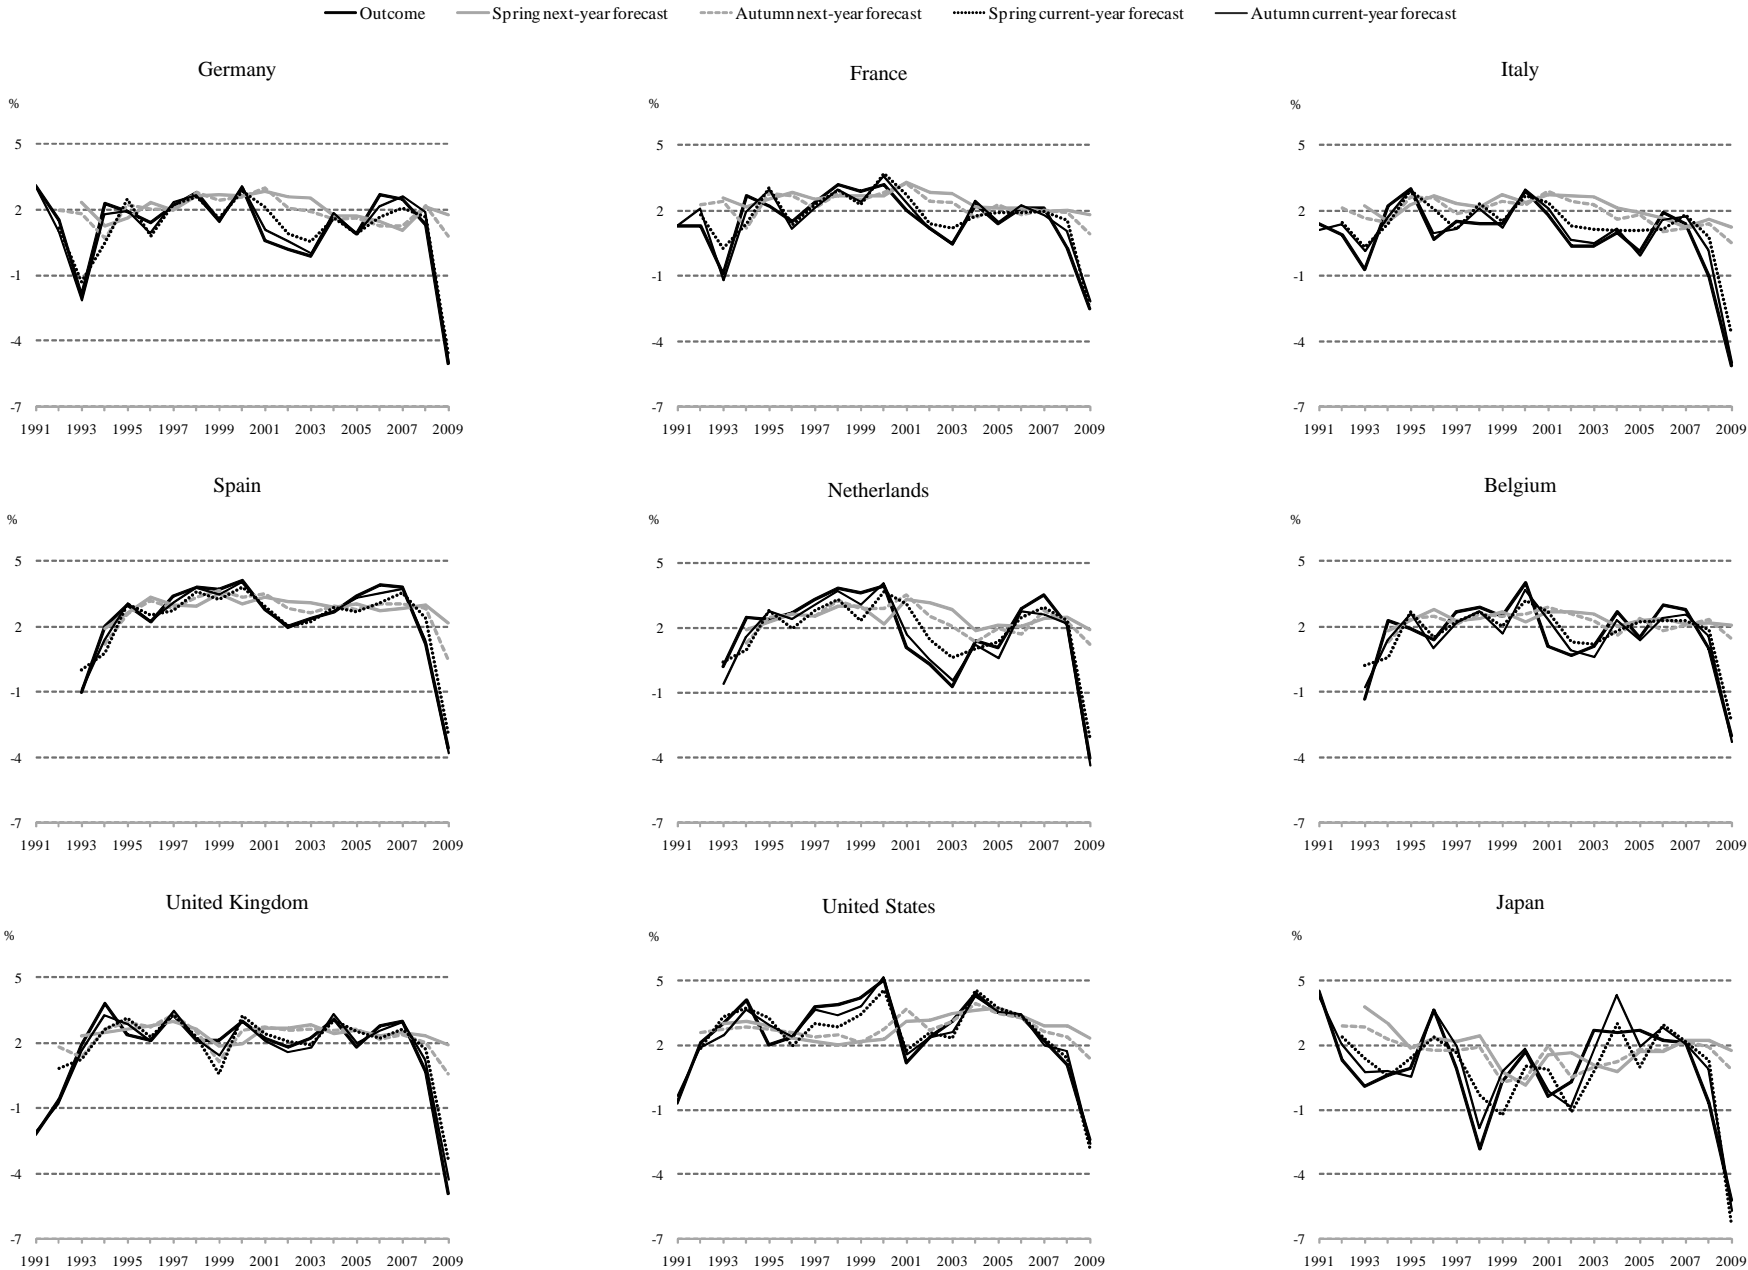 Outcome Spring next-year forecast Autumn next-year forecast Spring current-year forecast Autumn current-year forecast
Germany France Italy
% % %
5 5 5
2 2 2
-1 -1 -1
-4 -4 -4
-7 -7 -7
1991 1993 1995 1997 1999 2001 2003 2005 2007 2009 1991 1993 1995 1997 1999 2001 2003 2005 2007 2009 1991 1993 1995 1997 1999 2001 2003 2005 2007 2009
Spain Netherlands Belgium
% % %
5 5 5
2 2 2
-1 -1 -1
-4 -4 -4
-7 -7 -7
1991 1993 1995 1997 1999 2001 2003 2005 2007 2009 1991 1993 1995 1997 1999 2001 2003 2005 2007 2009 1991 1993 1995 1997 1999 2001 2003 2005 2007 2009
United Kingdom United States Japan
% % %
5 5 5
2 2 2
-1 -1 -1
-4 -4 -4
-7 -7 -7
1991 1993 1995 1997 1999 2001 2003 2005 2007 2009 1991 1993 1995 1997 1999 2001 2003 2005 2007 2009 1991 1993 1995 1997 1999 2001 2003 2005 2007 2009